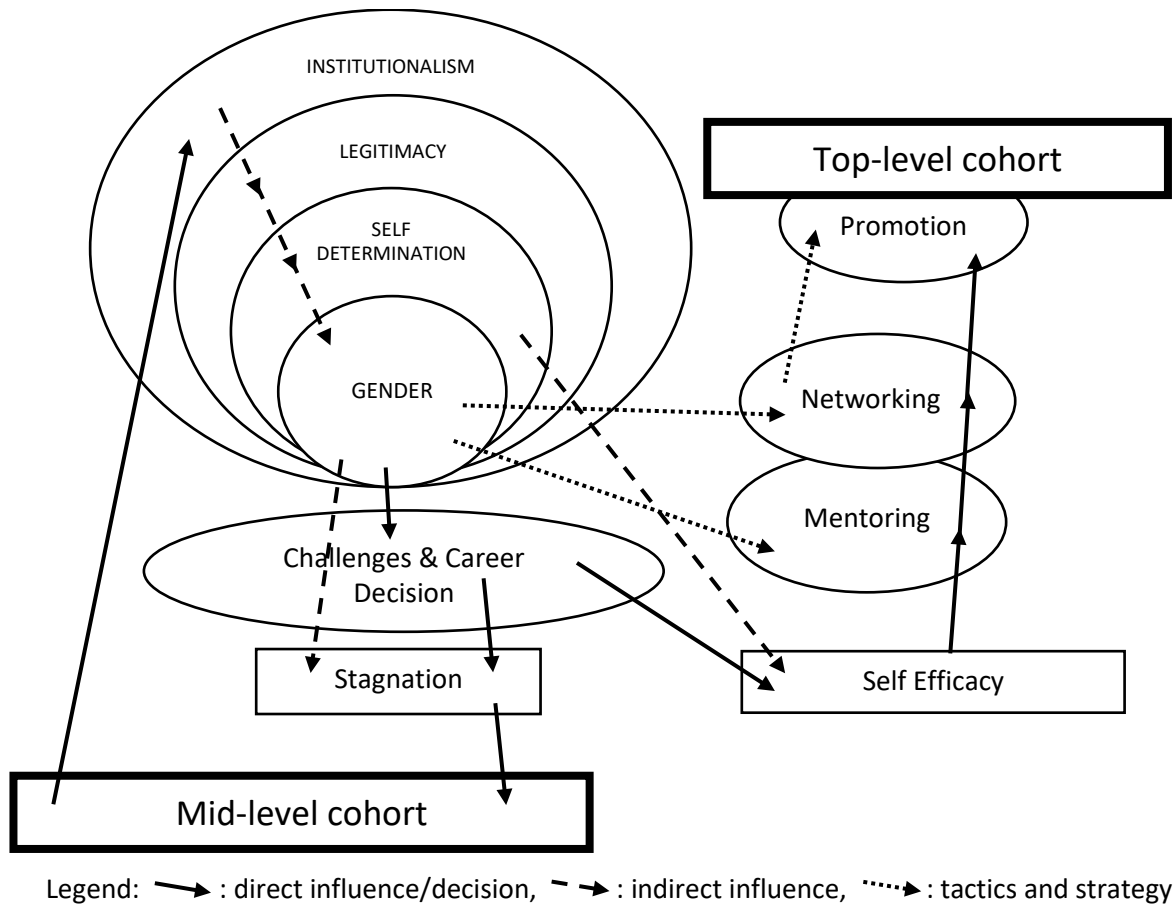 INSTITUTIONALISM
LEGITIMACY
SELF
DETERMINATION
GENDER
Top-level cohort
Promotion
Networking
Mentoring
Challenges & Career
Decision
Stagnation
Self Efficacy
Mid-level cohort
Legend: : direct influence/decision, : indirect influence, : tactics and strategy